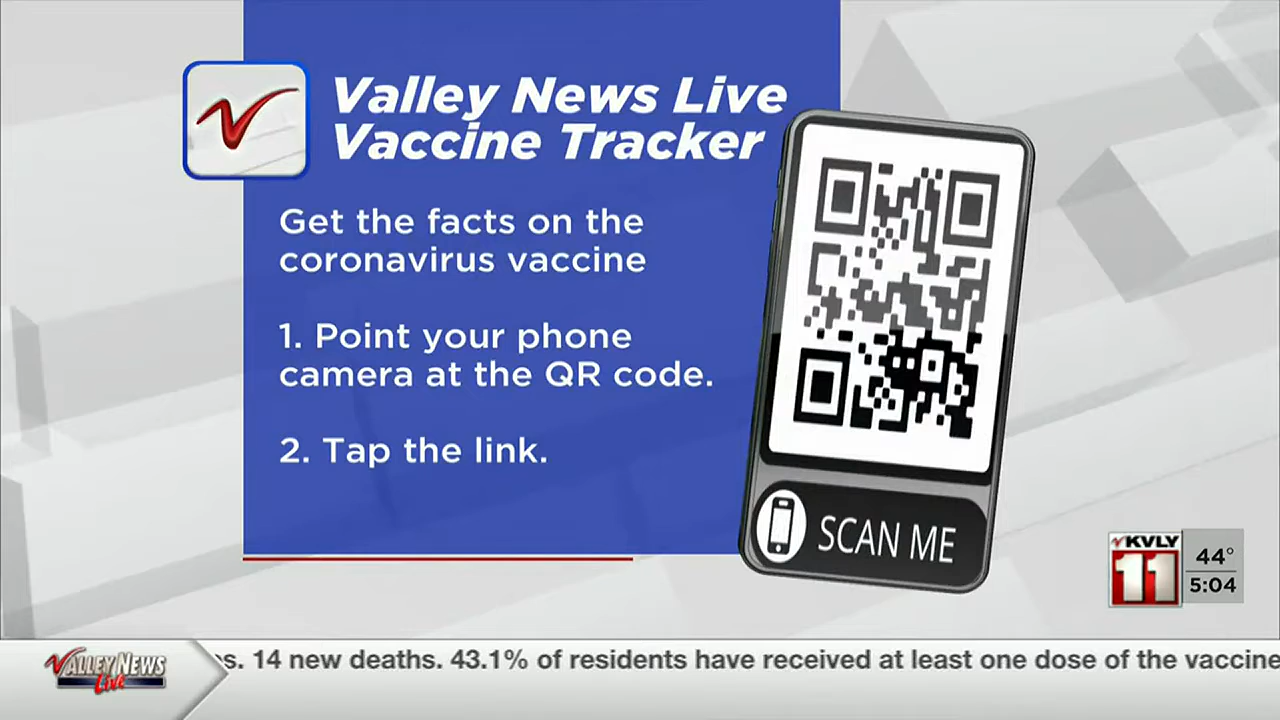 Valley News Live
Vaccine Tracker
Get the facts on the
coronavirus vaccine
1. Point your phone
camera at the QR code.
2. Tap the link.
SCAN ME
KVLY
11
44°
5:04
VALLEY NEWS
Live
s. 14 new deaths. 43.1% of residents have received at least one dose of the vaccine